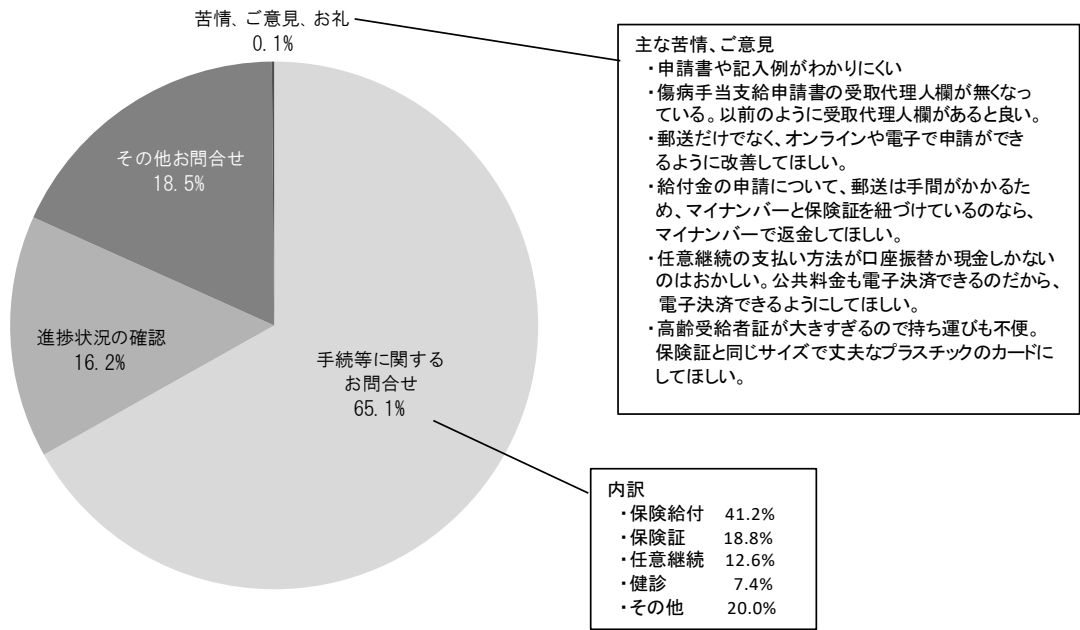 苦情、ご意見、お礼
0.1%
その他お問合せ
18.5%
進捗状況の確認
16.2%
手続等に関する
お問合せ
65.1%
主な苦情、ご意見
・申請書や記入例がわかりにくい
・傷病手当支給申請書の受取代理人欄が無くなっ
ている。以前のように受取代理人欄があると良い。
・郵送だけでなく、オンラインや電子で申請ができ
るように改善してほしい。
・給付金の申請について、郵送は手間がかかるた
め、マイナンバーと保険証を紐づけているのなら、
マイナンバーで返金してほしい。
・任意継続の支払い方法が口座振替か現金しかない
のはおかしい。公共料金も電子決済できるのだから、
電子決済できるようにしてほしい。
・高齢受給者証が大きすぎるので持ち運びも不便。
保険証と同じサイズで丈夫なプラスチックのカードに
してほしい。
内訳
・保険給付 41.2%
・保険証 18.8%
・任意継続 12.6%
・健診 7.4%
・その他 20.0%